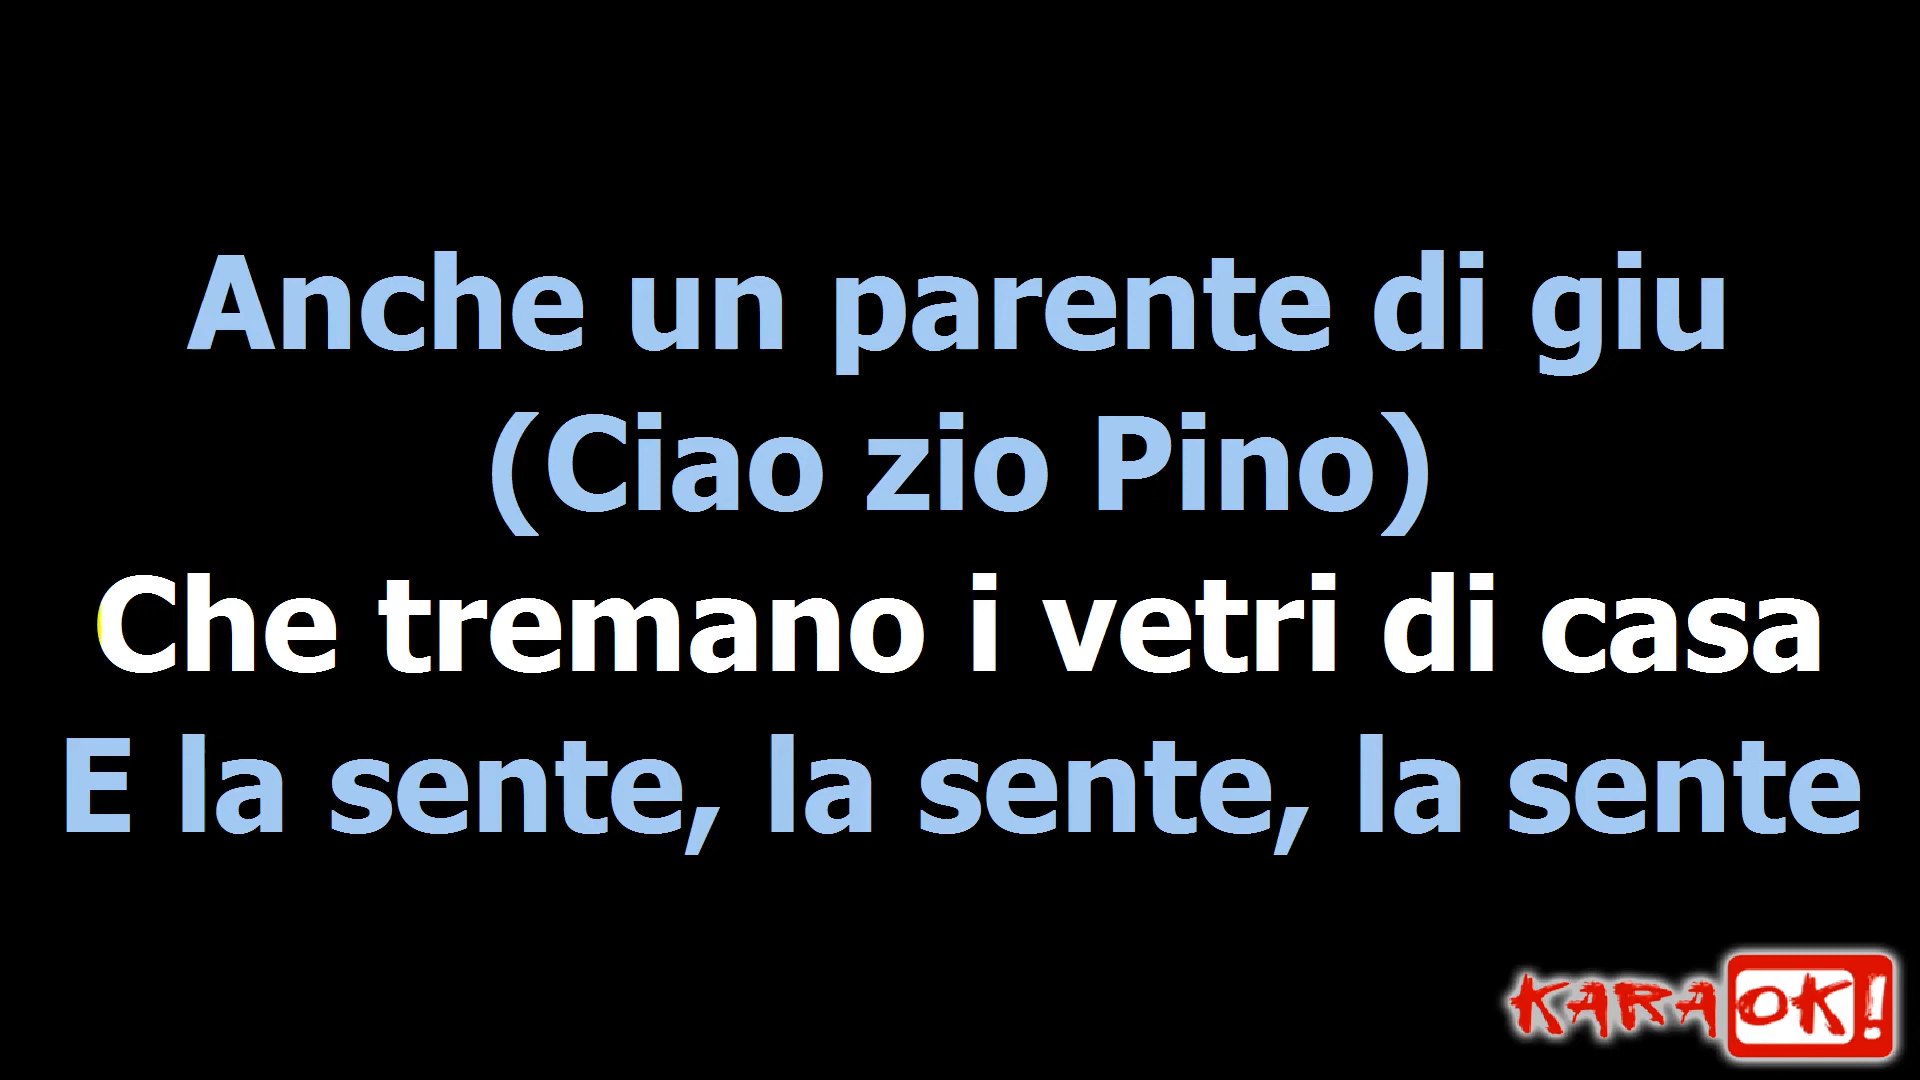 Anche un parente di giu
(Ciao zio Pino)
Che tremano i vetri di casa
E la sente, la sente, la sente
KARAOK!